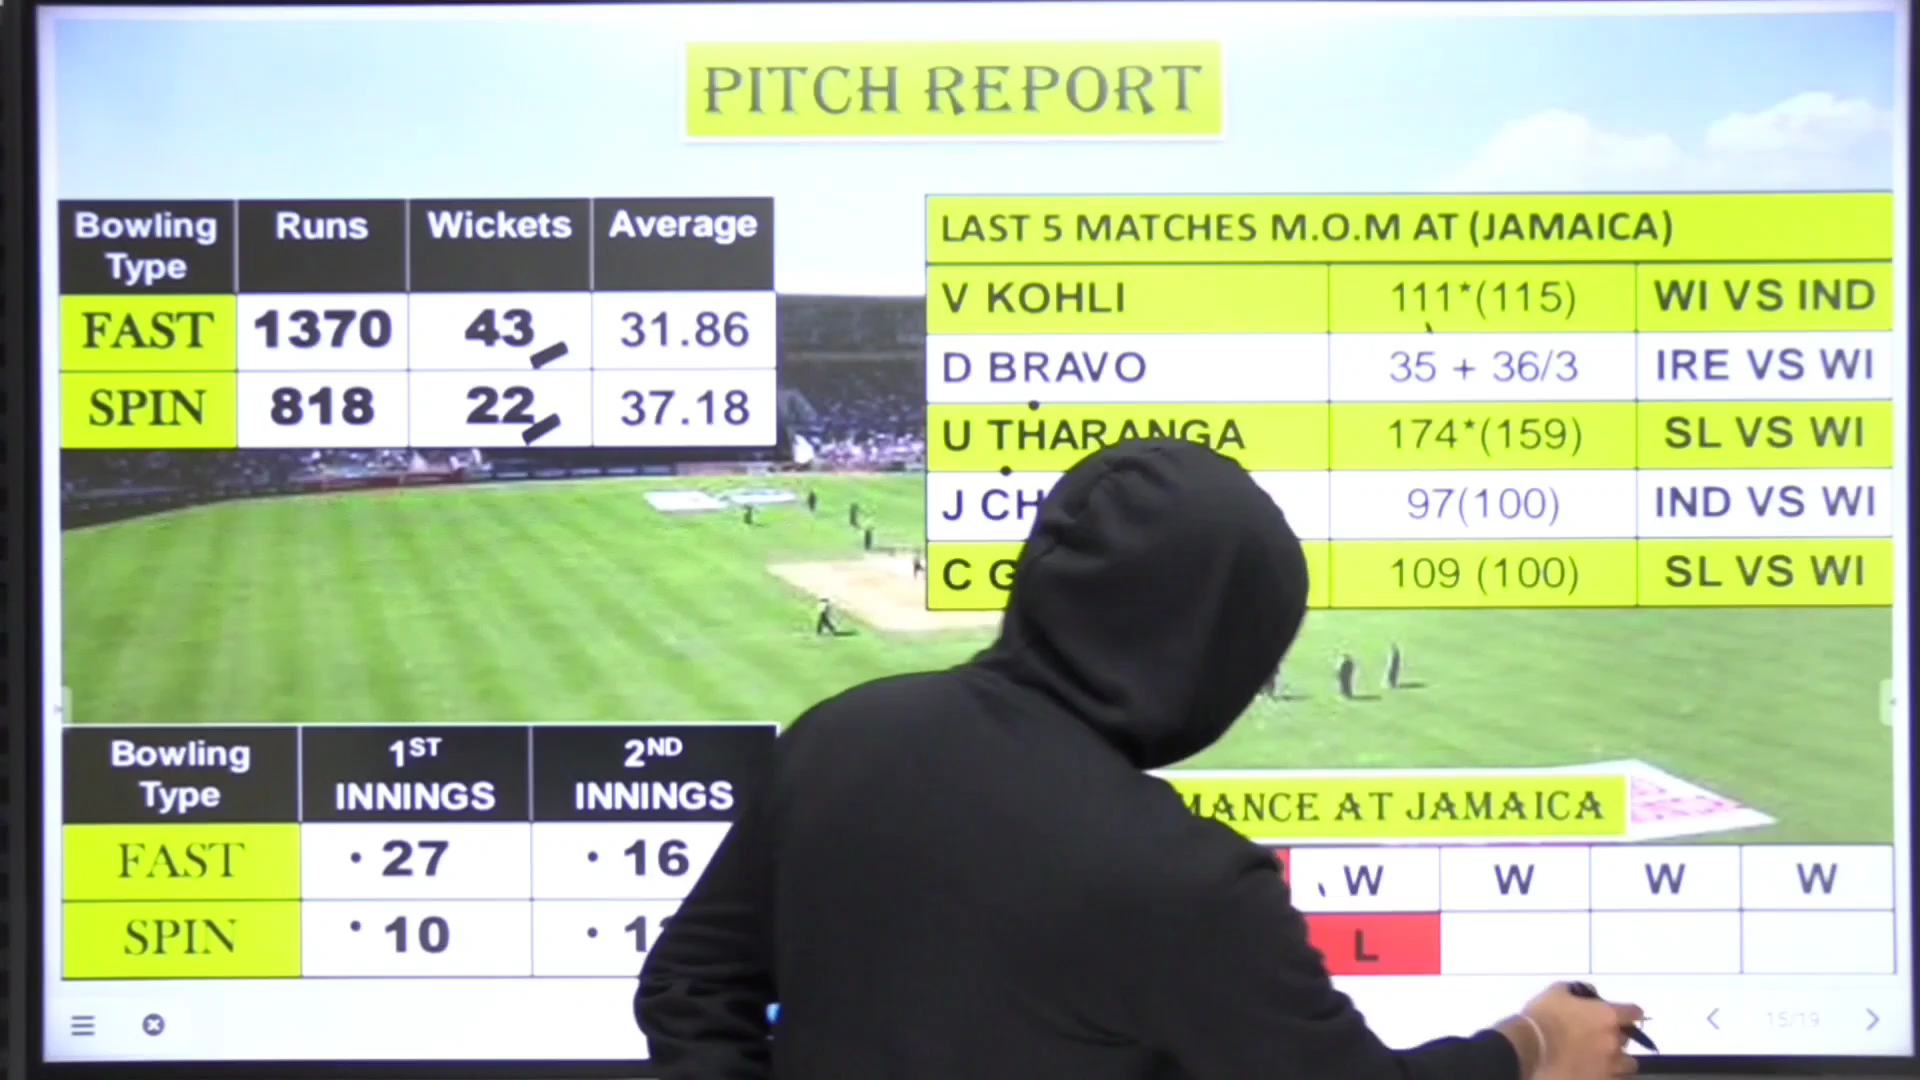 PITCH REPORT
Bowling Type Runs Wickets Average
FAST 1370 43 31.86
SPIN 818 22 37.18
LAST 5 MATCHES M.O.M AT (JAMAICA)
V KOHLI 111*(115) WI VS IND
D BRAVO 35 + 36/3 IRE VS WI
U THARANGA 174*(159) SL VS WI
J 97(100) IND VS WI
C 109 (100) SL VS WI
Bowling Type 1ST INNINGS 2ND INNINGS
FAST 27 16
SPIN 10
AT JAMAICA
W W W W
L
15/19